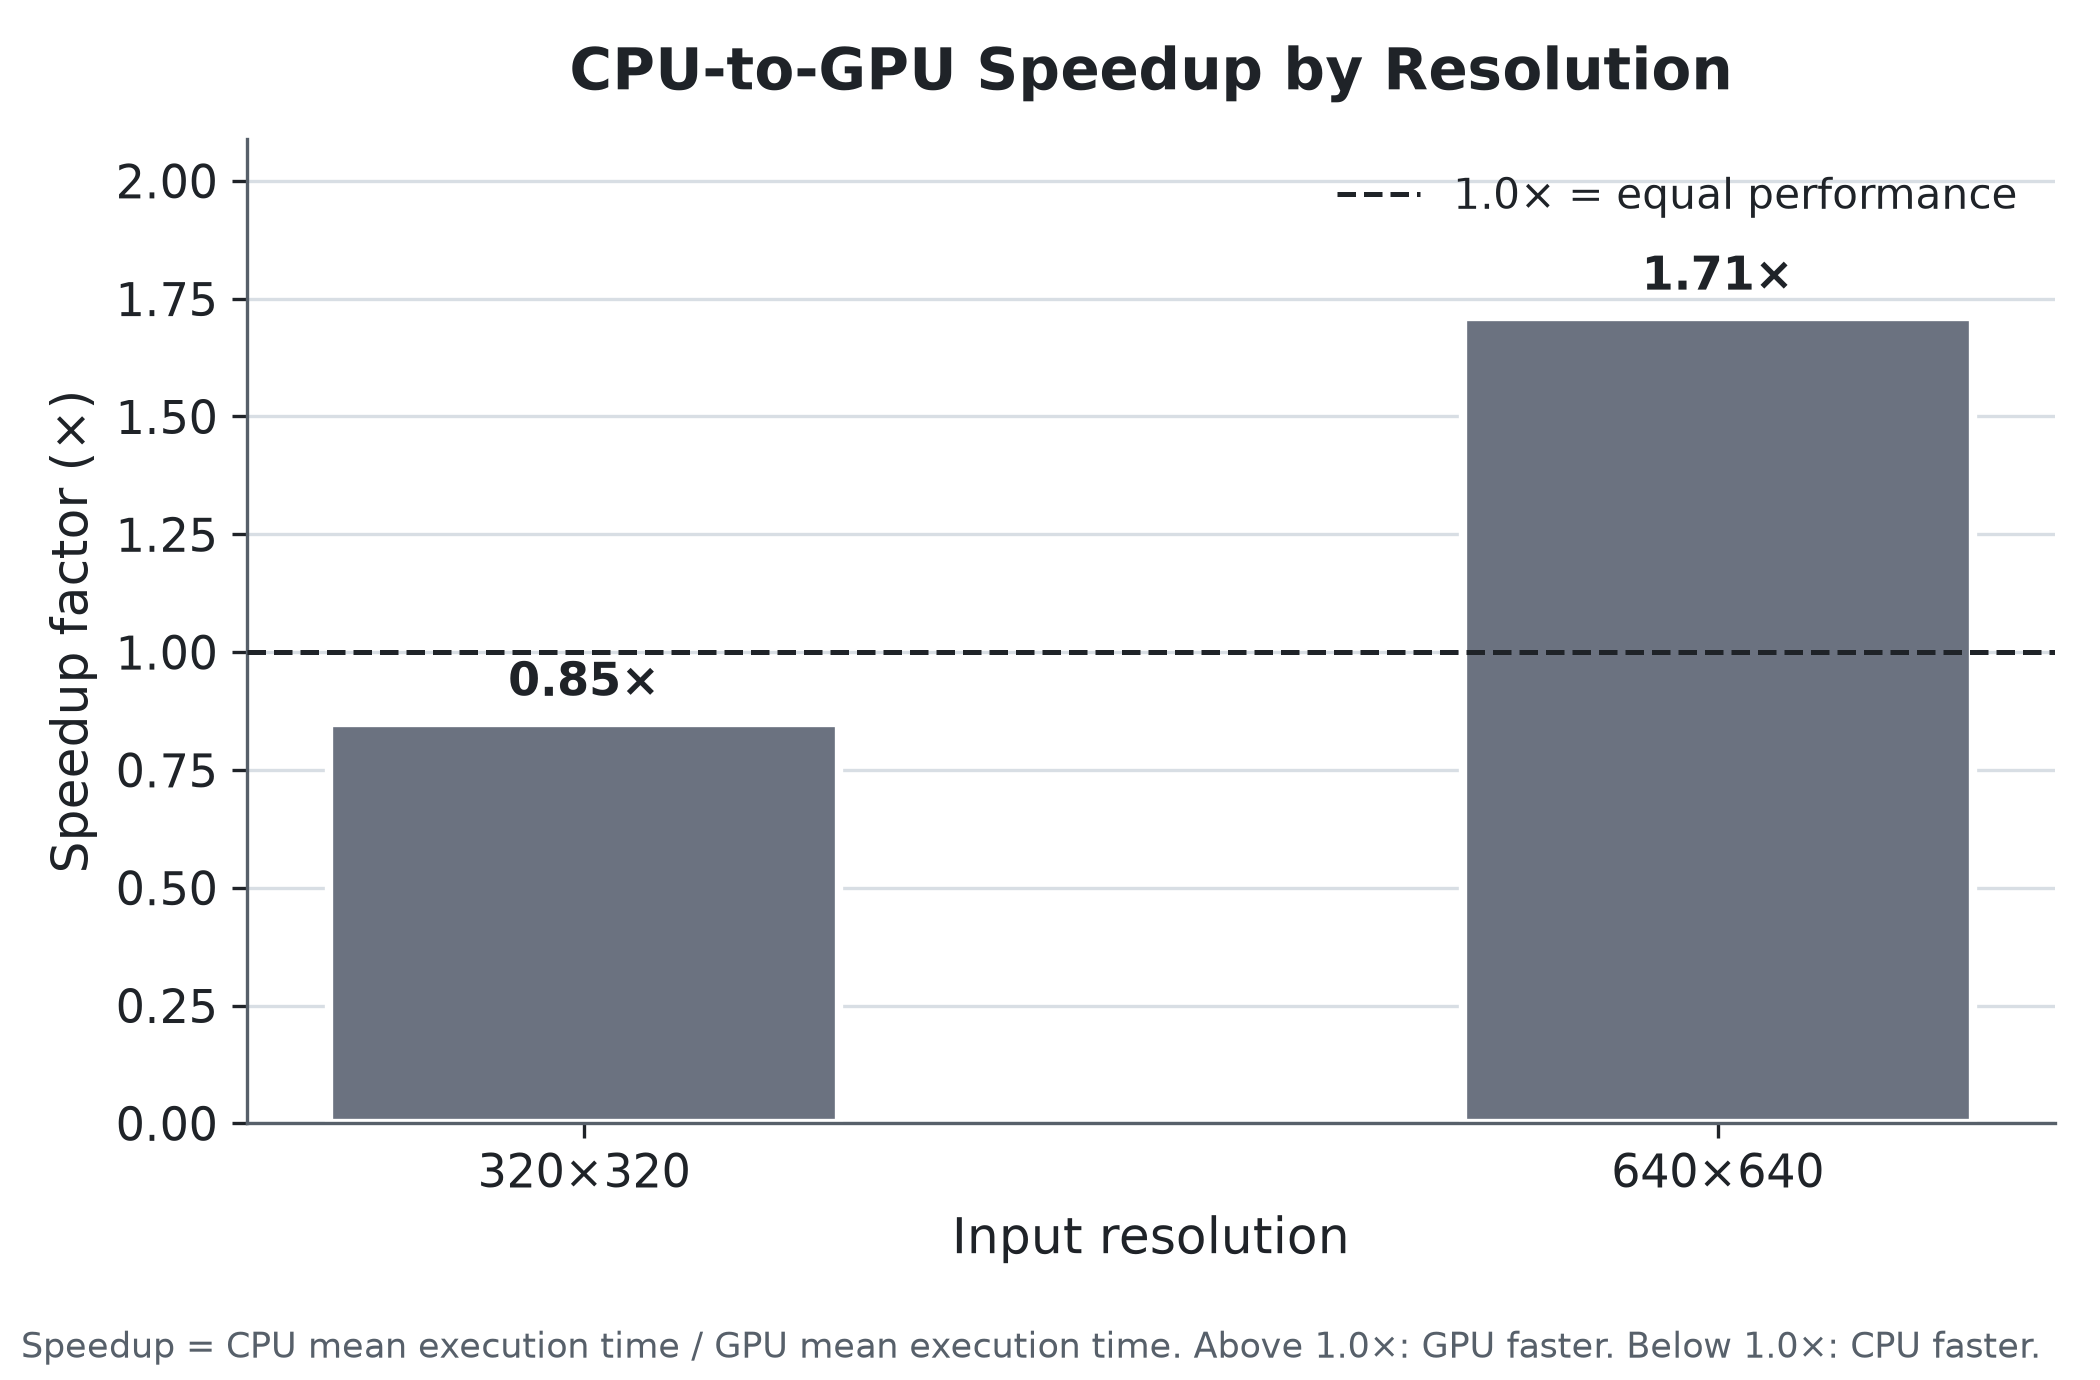 CPU-to-GPU Speedup by Resolution
2.00
1.0× = equal performance
1.71×
1.75
1.50
1.25
1.00
0.85×
0.75
0.50
0.25
0.00
Speedup factor (×)
320×320
640×640
Input resolution
Speedup = CPU mean execution time / GPU mean execution time. Above 1.0×: GPU faster. Below 1.0×: CPU faster.